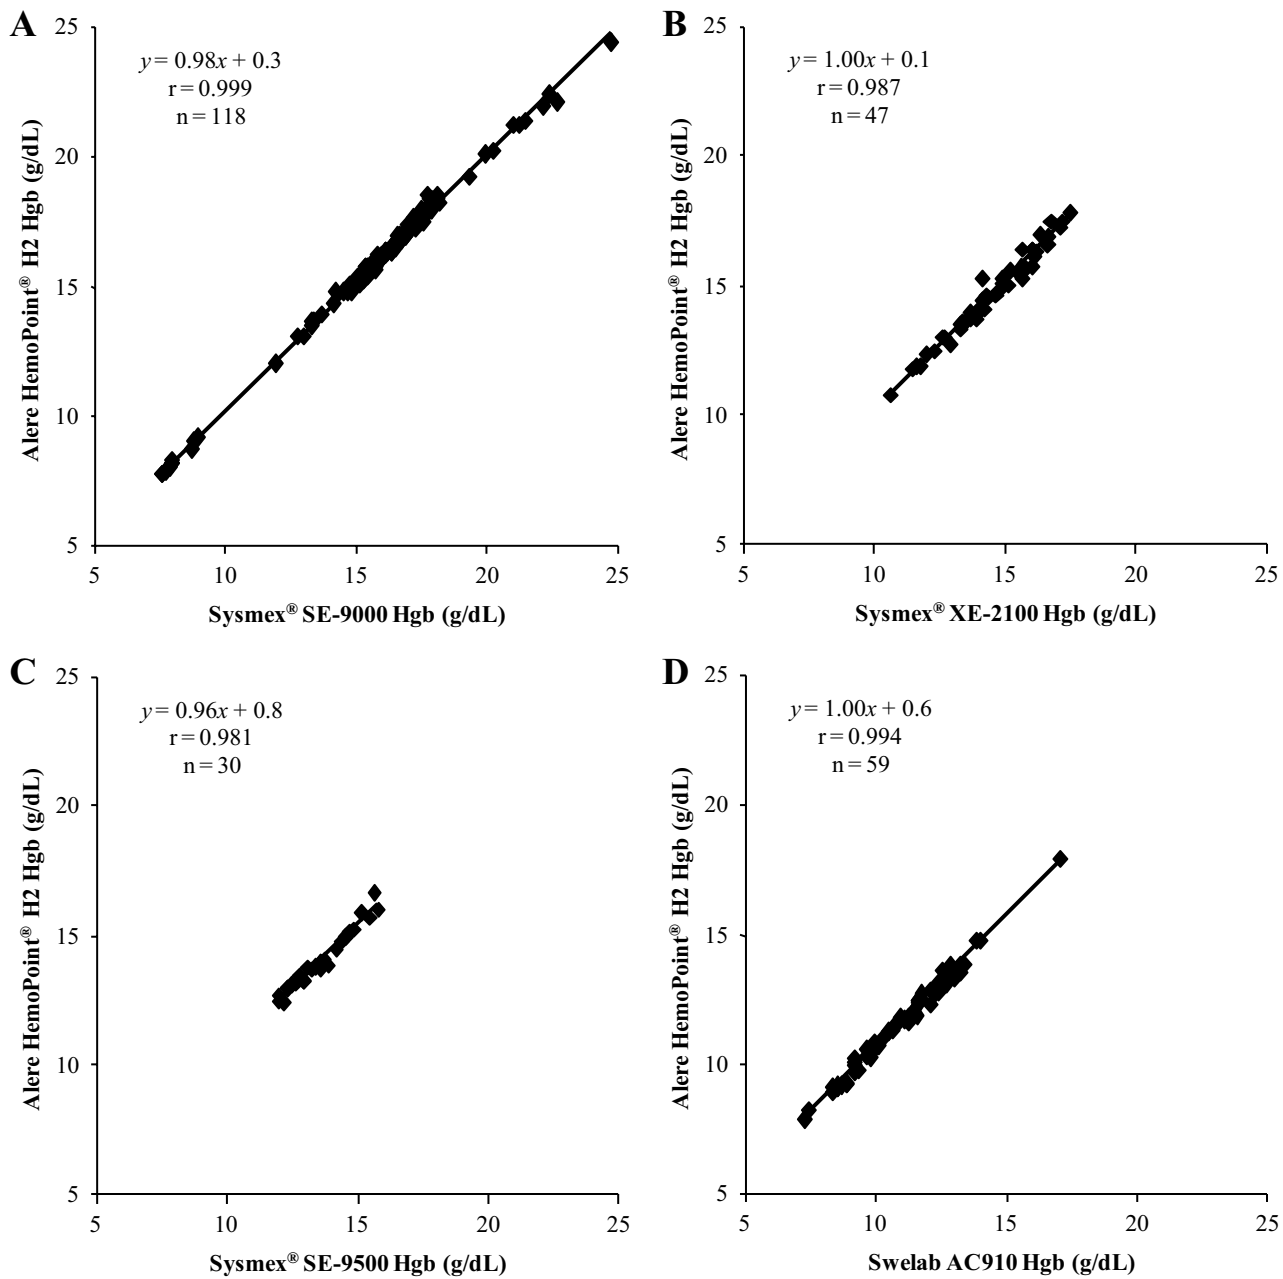 A
25
20
15
10
5
5
10
15
20
25
y = 0.98x + 0.3
r = 0.999
n = 118
Alere HemoPoint® H2 Hgb (g/dL)
Sysmex® SE-9000 Hgb (g/dL)
B
25
20
15
10
5
5
10
15
20
25
y = 1.00x + 0.1
r = 0.987
n = 47
Alere HemoPoint® H2 Hgb (g/dL)
Sysmex® XE-2100 Hgb (g/dL)
C
25
20
15
10
5
5
10
15
20
25
y = 0.96x + 0.8
r = 0.981
n = 30
Alere HemoPoint® H2 Hgb (g/dL)
Sysmex® SE-9500 Hgb (g/dL)
D
25
20
15
10
5
5
10
15
20
25
y = 1.00x + 0.6
r = 0.994
n = 59
Alere HemoPoint® H2 Hgb (g/dL)
Swelab AC910 Hgb (g/dL)